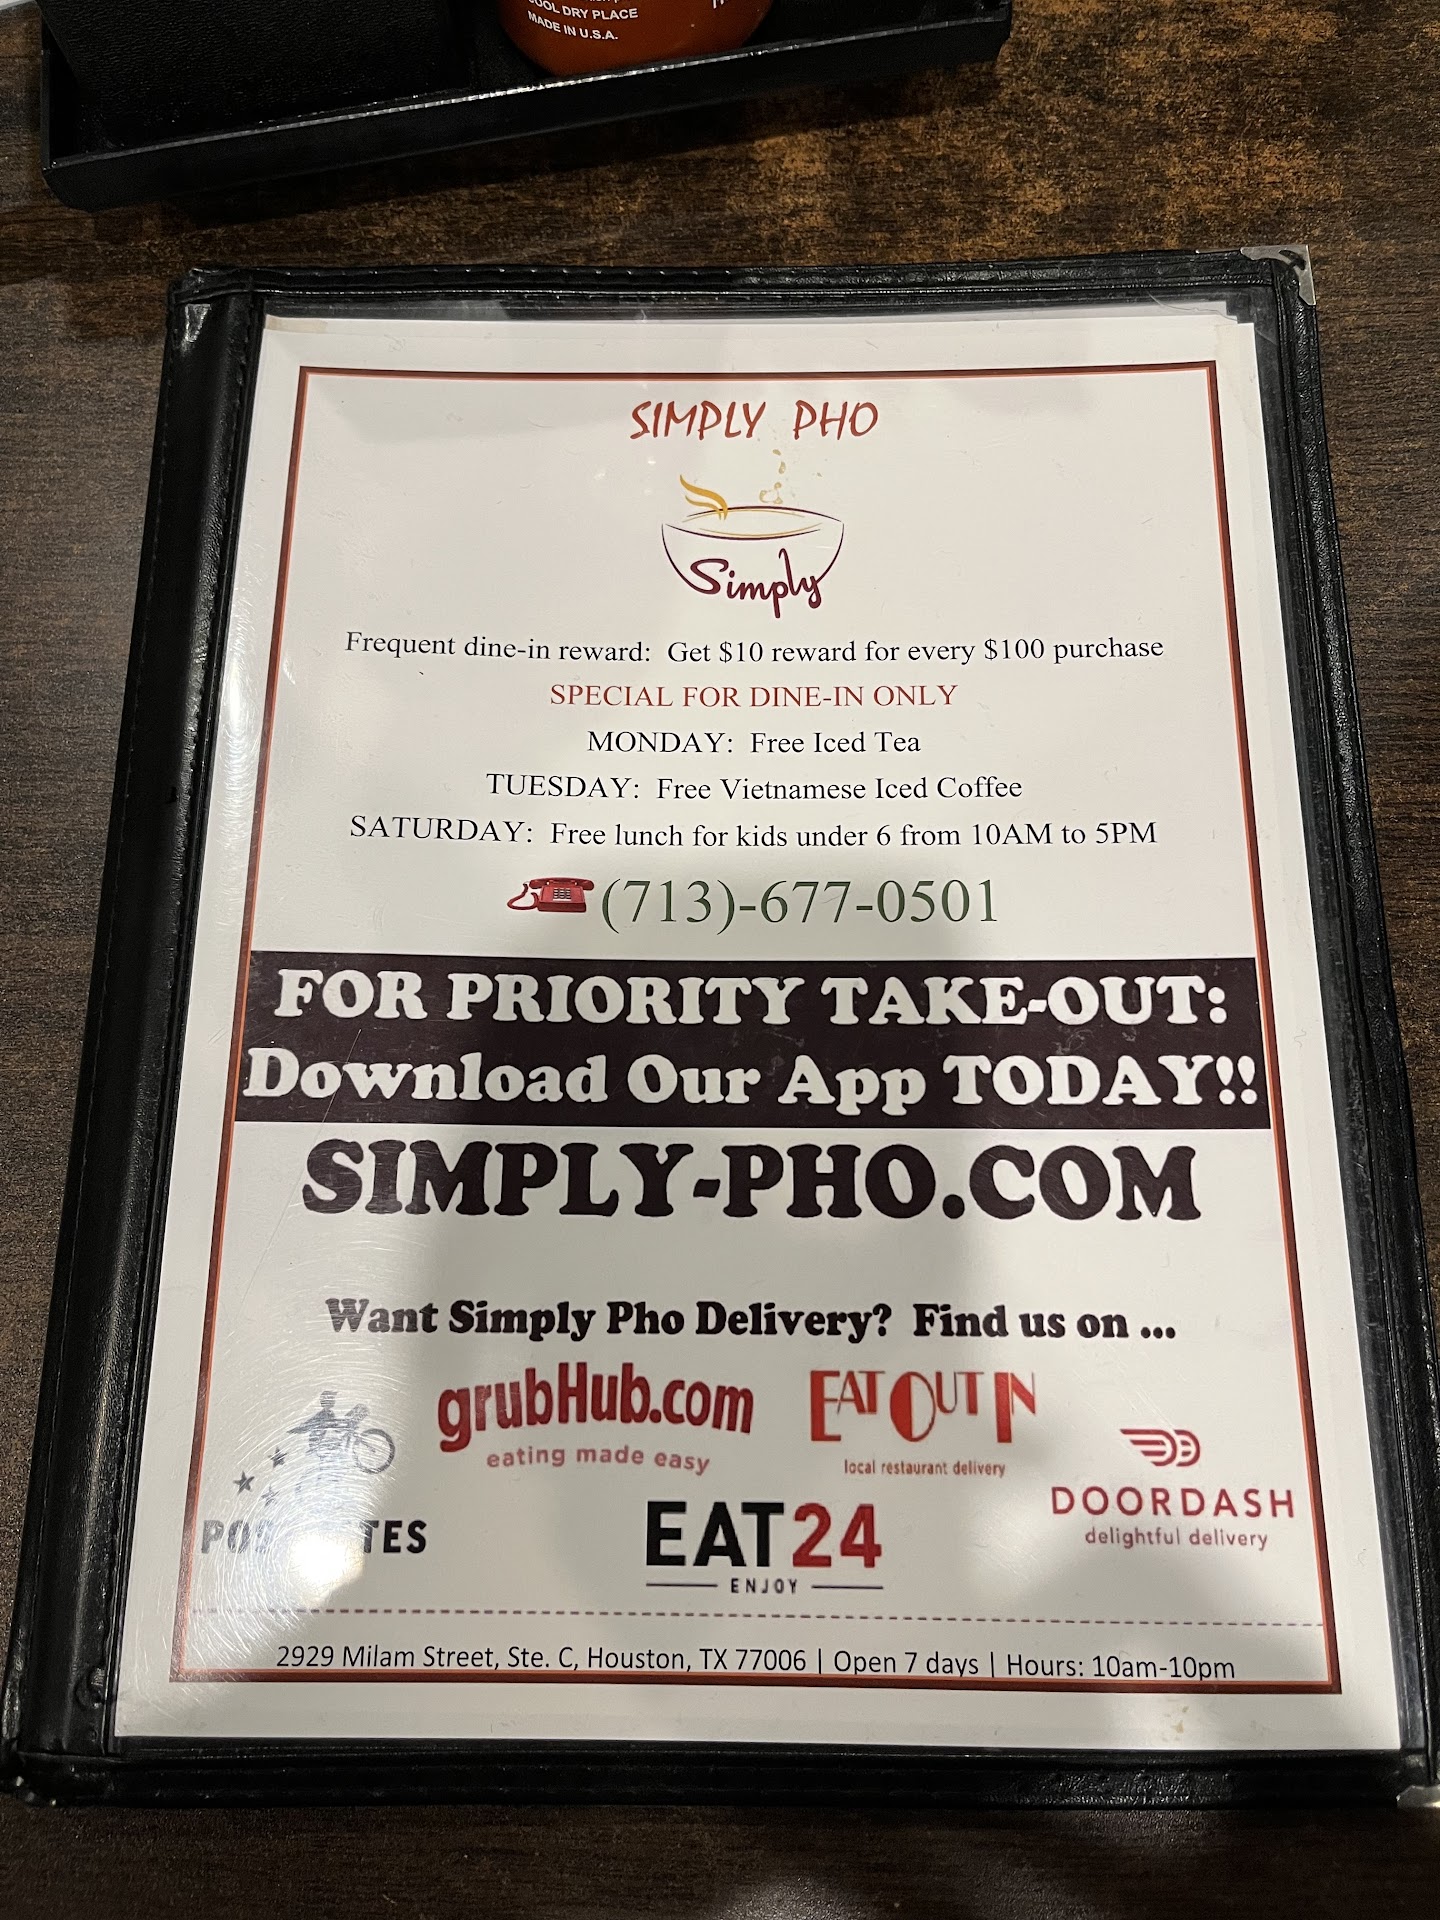 COOL DRY PLACE
MADE IN U.S.A.
SIMPLY PHO
Simply
Frequent dine-in reward: Get $10 reward for every $100 purchase
SPECIAL FOR DINE-IN ONLY
MONDAY: Free Iced Tea
TUESDAY: Free Vietnamese Iced Coffee
SATURDAY: Free lunch for kids under 6 from 10AM to 5PM
(713)-677-0501
FOR PRIORITY TAKE-OUT:
Download Our App TODAY!!
SIMPLY-PHO.COM
Want Simply Pho Delivery? Find us on ...
grubHub.com
eating made easy
EAT OUT IN
local restaurant delivery
DOORDASH
delightful delivery
POSTMATES
EAT24
ENJOY
2929 Milam Street, Ste. C, Houston, TX 77006 | Open 7 days | Hours: 10am-10pm